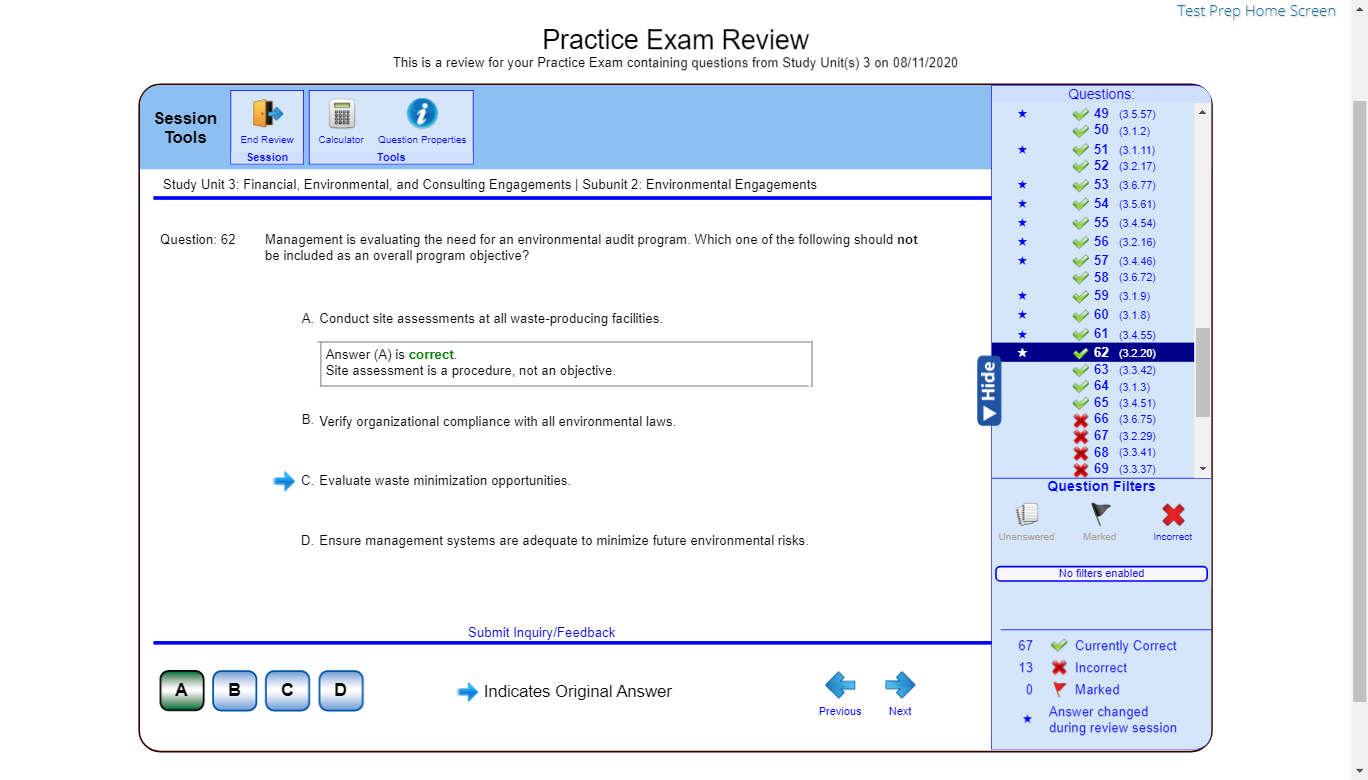 Test Prep Home Screen
Practice Exam Review
This is a review for your Practice Exam containing questions from Study Unit(s) 3 on 08/11/2020
Session Tools
End Review
Session
Calculator
Question Properties
Tools
Study Unit 3: Financial, Environmental, and Consulting Engagements | Subunit 2: Environmental Engagements
Question: 62
Management is evaluating the need for an environmental audit program. Which one of the following should not
be included as an overall program objective?
A. Conduct site assessments at all waste-producing facilities.
Answer (A) is correct.
Site assessment is a procedure, not an objective.
B. Verify organizational compliance with all environmental laws.
C. Evaluate waste minimization opportunities.
D. Ensure management systems are adequate to minimize future environmental risks.
Submit Inquiry/Feedback
A B C D
Indicates Original Answer
Previous
Next
Hide
Questions:
49 (3.5.57)
50 (3.1.2)
51 (3.1.11)
52 (3.2.17)
53 (3.6.77)
54 (3.5.61)
55 (3.4.54)
56 (3.2.16)
57 (3.4.46)
58 (3.6.72)
59 (3.1.9)
60 (3.1.8)
61 (3.4.55)
62 (3.2.20)
63 (3.3.42)
64 (3.1.3)
65 (3.4.51)
66 (3.6.75)
67 (3.2.29)
68 (3.3.41)
69 (3.3.37)
Question Filters
Unanswered
Marked
Incorrect
No filters enabled
67 Currently Correct
13 Incorrect
0 Marked
Answer changed
during review session